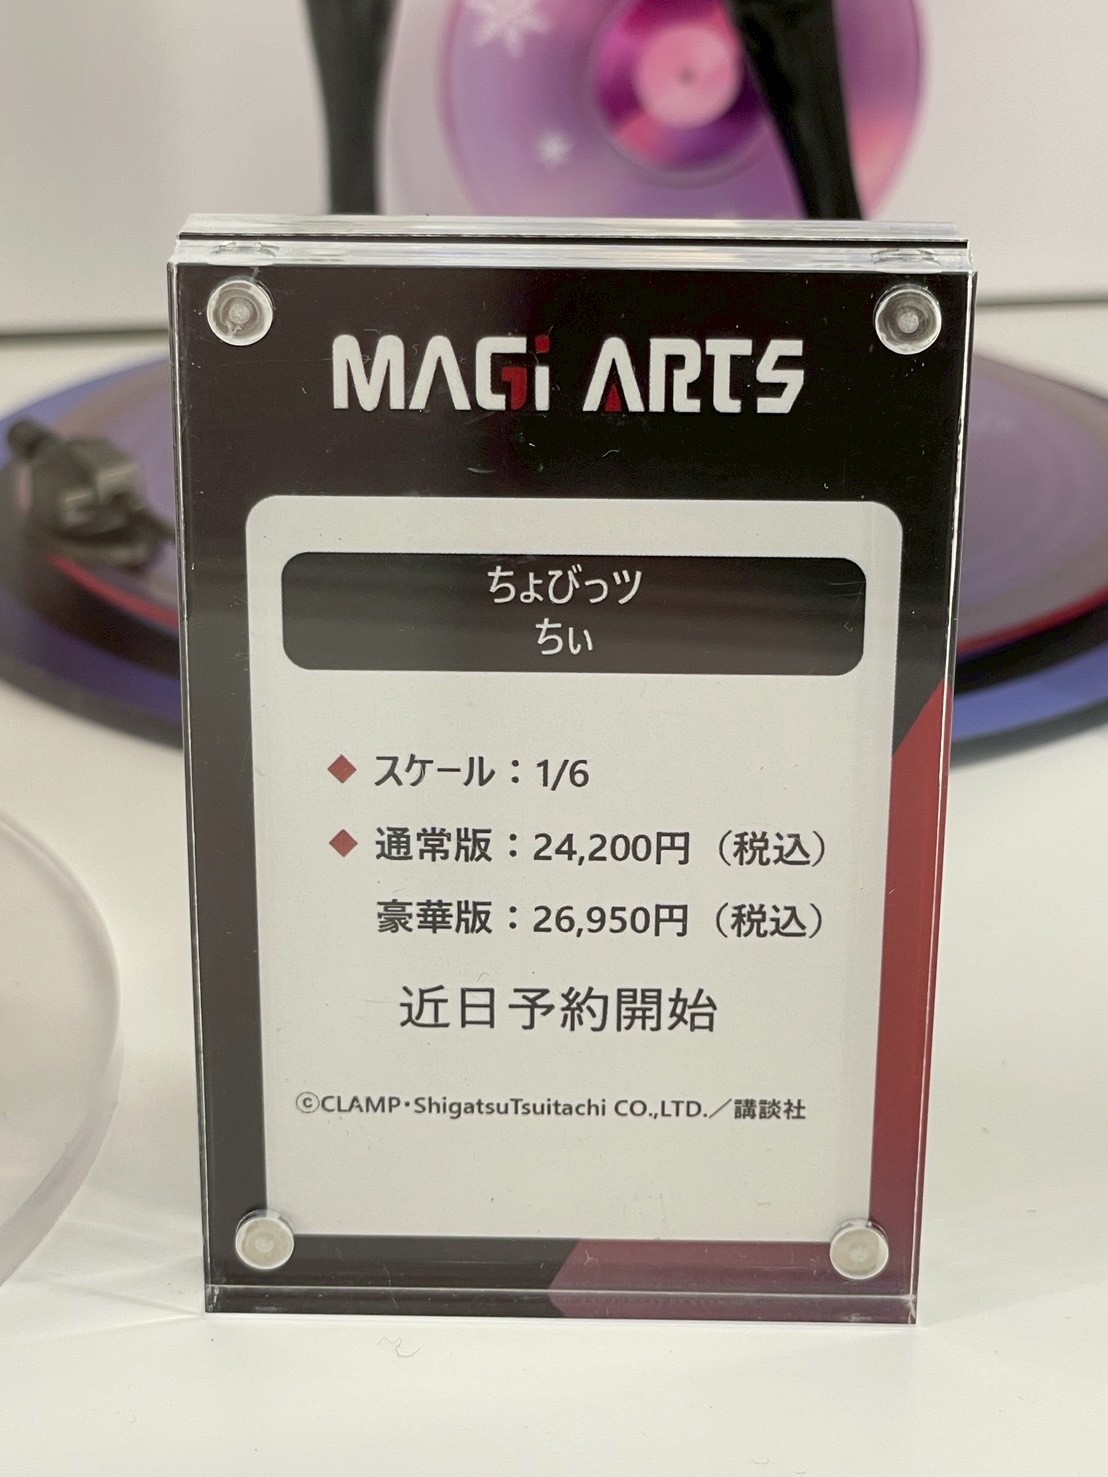 MAGi ARTS
ちょびっツ
ちぃ
◆ スケール：1/6
◆ 通常版：24,200円（税込）
豪華版：26,950円（税込）
近日予約開始
©CLAMP・ShigatsuTsuitachi CO.,LTD.／講談社